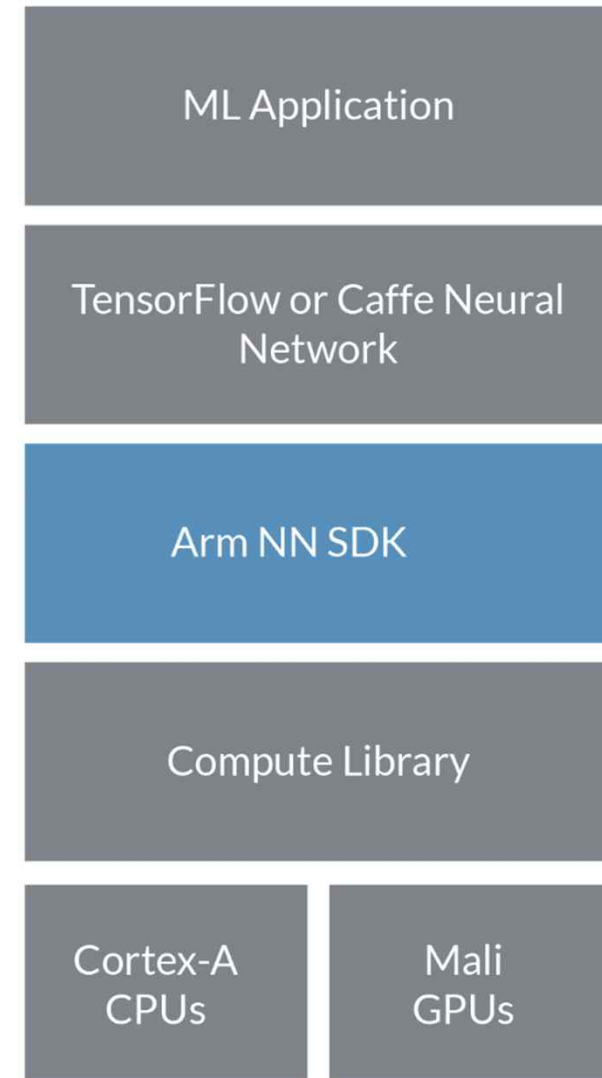 ML Application
TensorFlow or Caffe Neural
Network
Arm NN SDK
Compute Library
Cortex-A
CPUs
Mali
GPUs